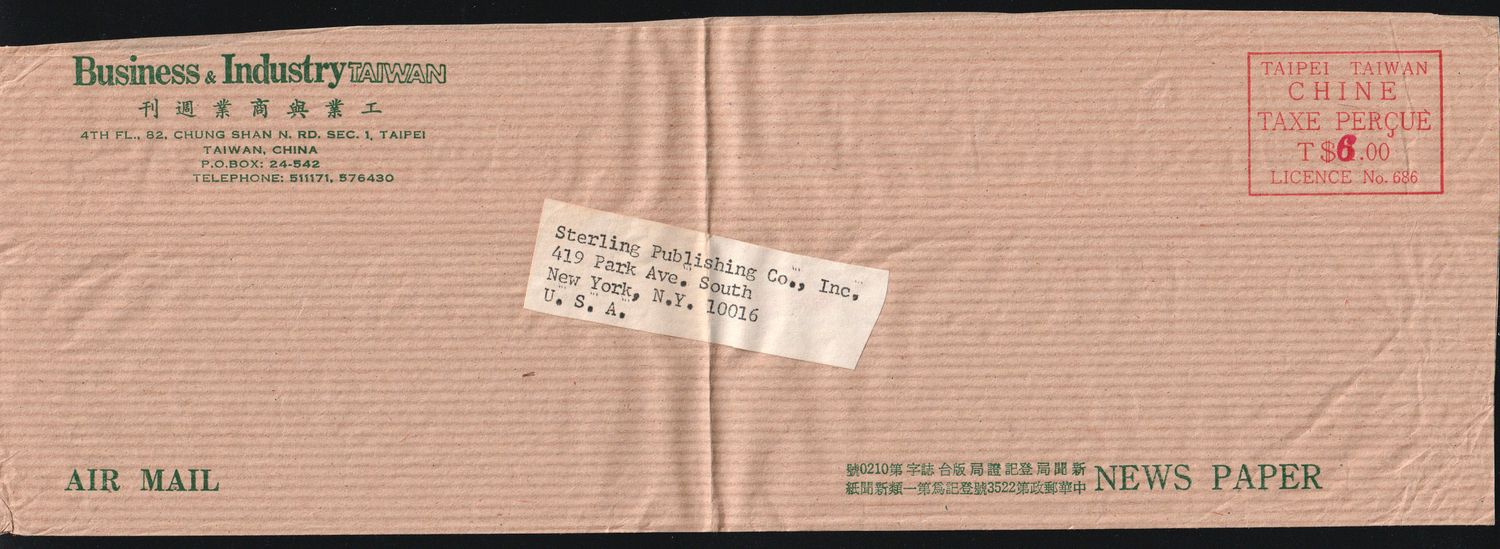 Business & Industry TAIWAN
工業與商業週刊
4TH FL., 82, CHUNG SHAN N. RD. SEC. 1, TAIPEI
TAIWAN, CHINA
P.O.BOX: 24-542
TELEPHONE: 511171, 576430
TAIPEI TAIWAN
CHINE
TAXE PERÇUÈ
T $6.00
LICENCE No. 686
Sterling Publishing Co., Inc,
419 Park Ave. South
New York, N.Y. 10016
U. S. A.
AIR MAIL
新聞局登記證局版台誌字第0210號
中華郵政第3522號登記爲第一類新聞紙
NEWS PAPER